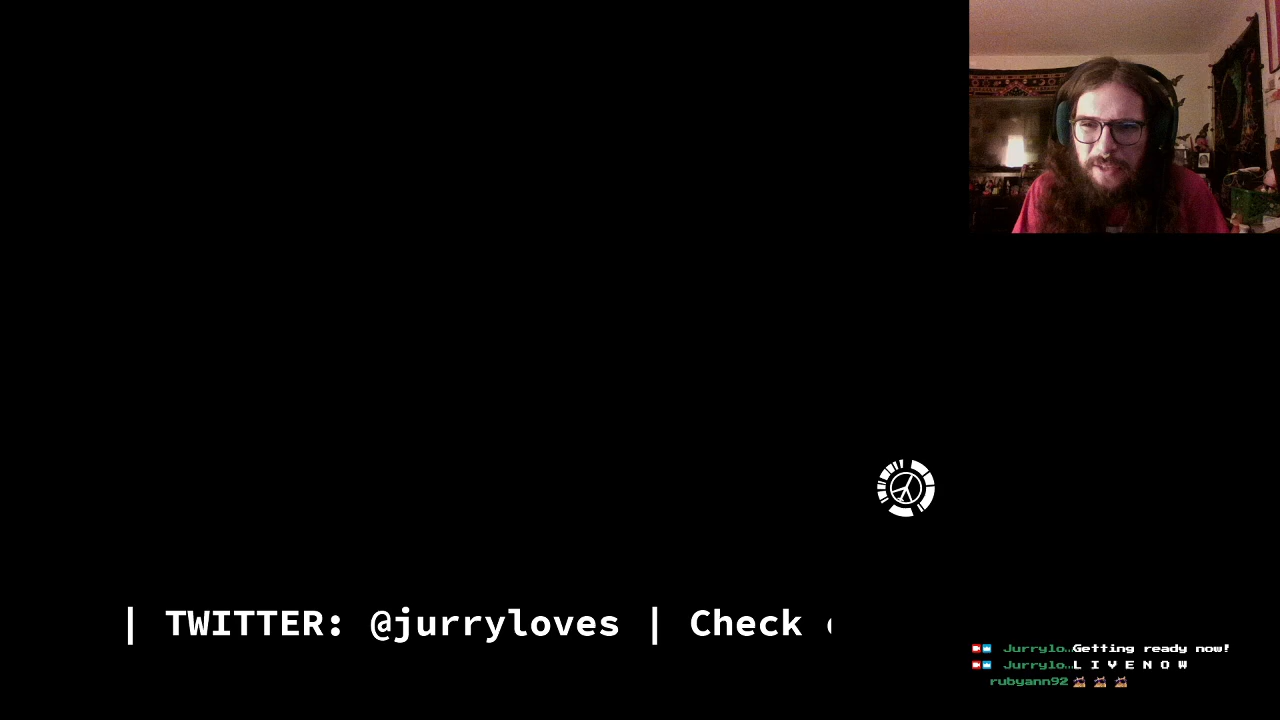 | TWITTER: @jurryloves | Check
Jurrylo… Getting ready now!
Jurrylo… L I V E N O W
rubyann92